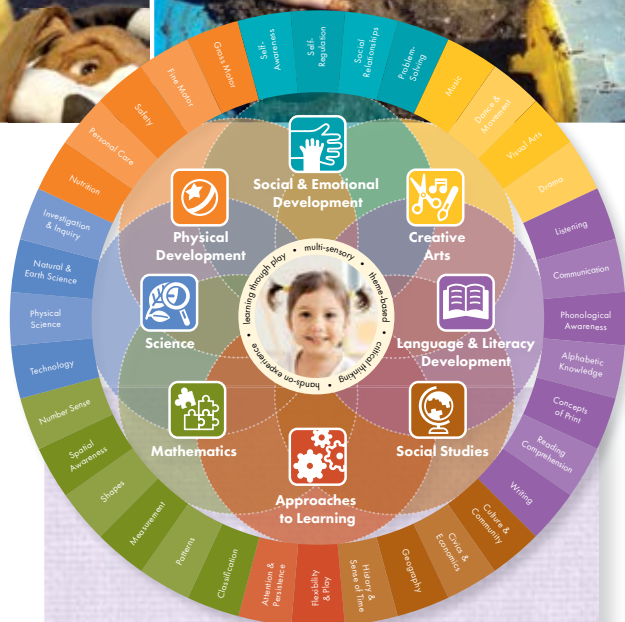 Self-
Awareness
Self-
Regulation
Social
Relationships
Problem-
Solving
Music
Dance &
Movement
Visual Arts
Drama
Listening
Communication
Phonological
Awareness
Alphabetic
Knowledge
Concepts
of Print
Reading
Comprehension
Writing
Culture &
Community
Civics &
Economics
Geography
History &
Sense of Time
Flexibility
& Play
Attention &
Persistence
Classification
Patterns
Measurement
Shapes
Spatial
Awareness
Number Sense
Technology
Physical
Science
Natural &
Earth Science
Investigation
& Inquiry
Nutrition
Personal Care
Safety
Fine Motor
Gross Motor
Social & Emotional
Development
Creative
Arts
Language & Literacy
Development
Social Studies
Approaches
to Learning
Mathematics
Science
Physical
Development
learning through play • multi-sensory • theme-based • critical thinking • hands-on experience •